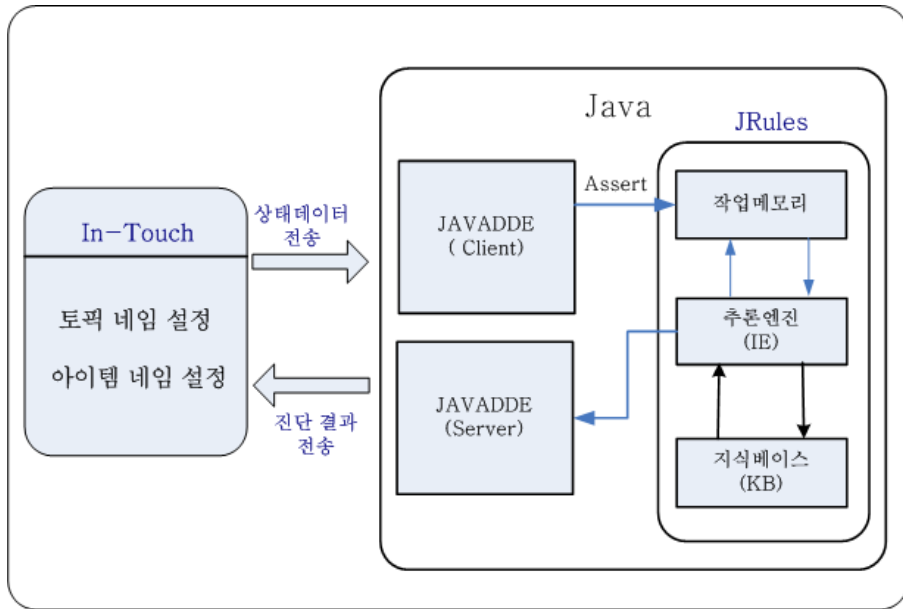 Java
JRules
In-Touch
토픽 네임 설정
아이템 네임 설정
상태데이터
전송
진단 결과
전송
JAVADDE
( Client)
Assert
작업메모리
추론엔진
(IE)
JAVADDE
(Server)
지식베이스
(KB)